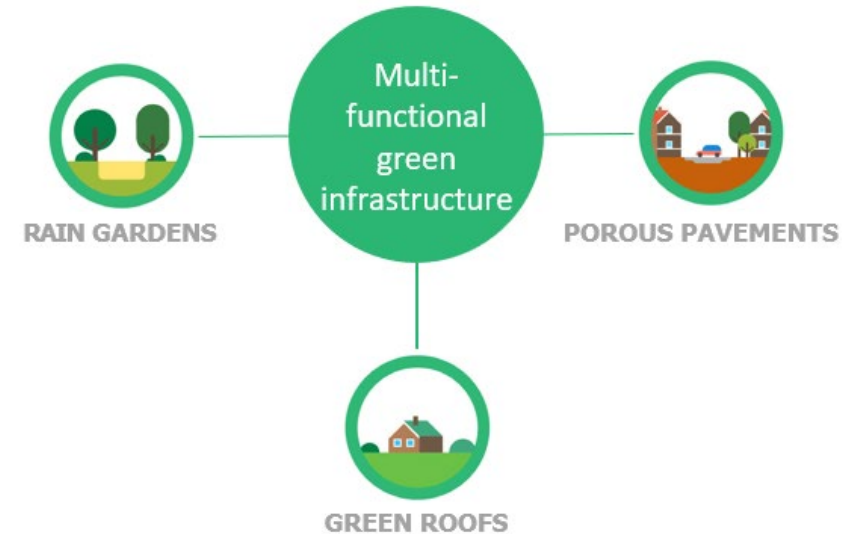 Multi-
functional
green
infrastructure
RAIN GARDENS
POROUS PAVEMENTS
GREEN ROOFS